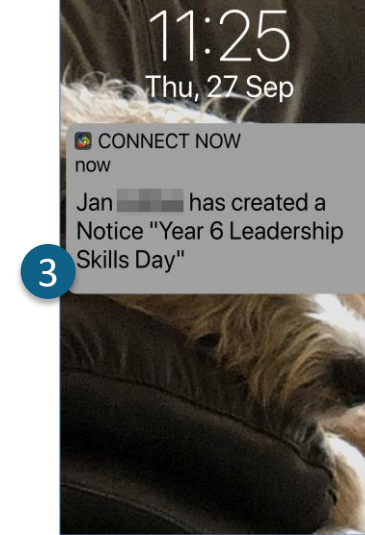 11:25
Thu, 27 Sep
CONNECT NOW
now
Jan has created a
Notice "Year 6 Leadership
Skills Day"
3